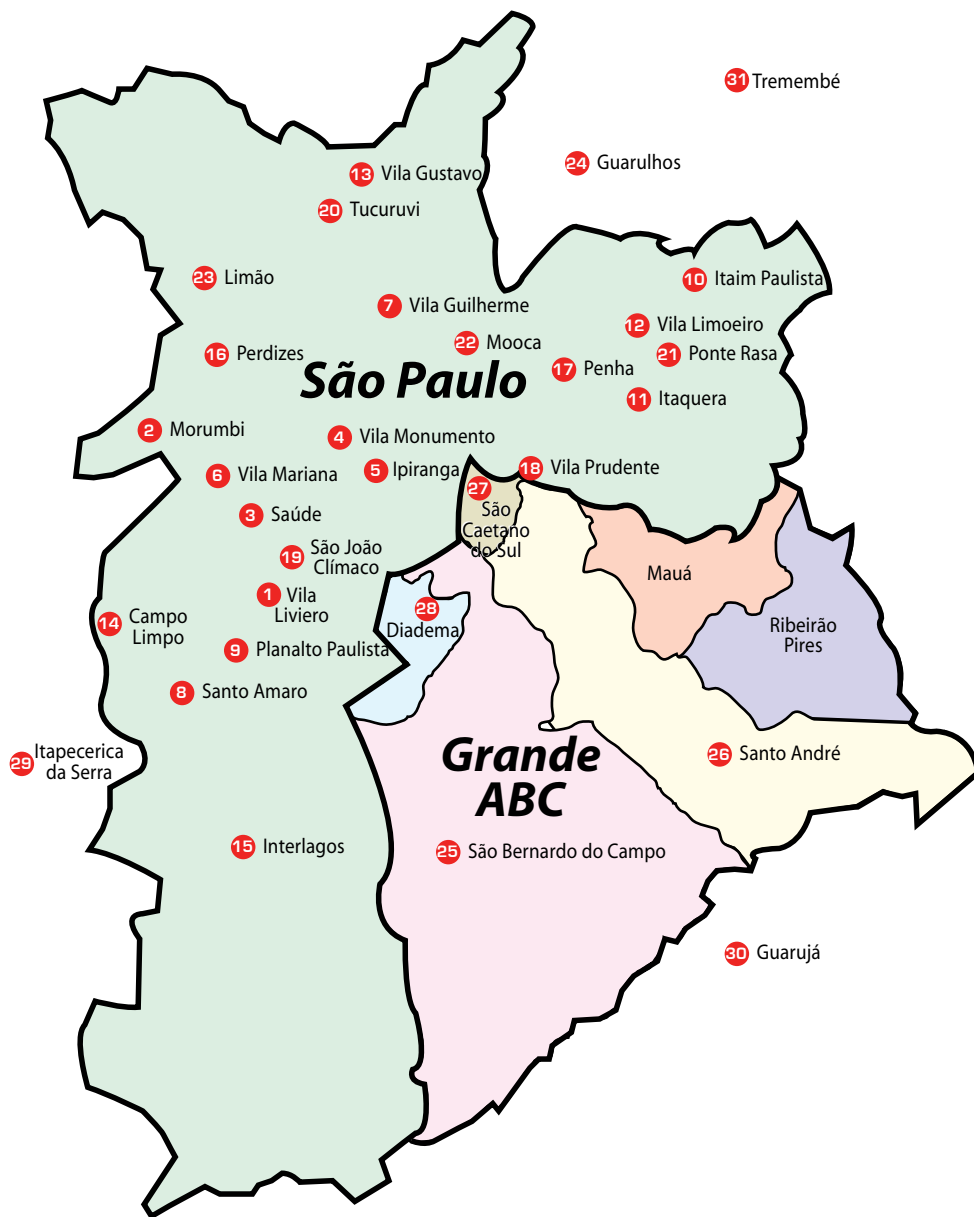 31 Tremembé
24 Guarulhos
13 Vila Gustavo
20 Tucuruvi
23 Limão
10 Itaim Paulista
7 Vila Guilherme
12 Vila Limoeiro
22 Mooca
16 Perdizes
21 Ponte Rasa
17 Penha
São Paulo
11 Itaquera
2 Morumbi
4 Vila Monumento
5 Ipiranga
18 Vila Prudente
6 Vila Mariana
27
São
Caetano
do Sul
3 Saúde
19 São João
Clímaco
Mauá
1 Vila
Liviero
28
Diadema
14 Campo
Limpo
Ribeirão
Pires
9 Planalto Paulista
8 Santo Amaro
29 Itapecerica
da Serra
Grande
ABC
26 Santo André
15 Interlagos
25 São Bernardo do Campo
30 Guarujá